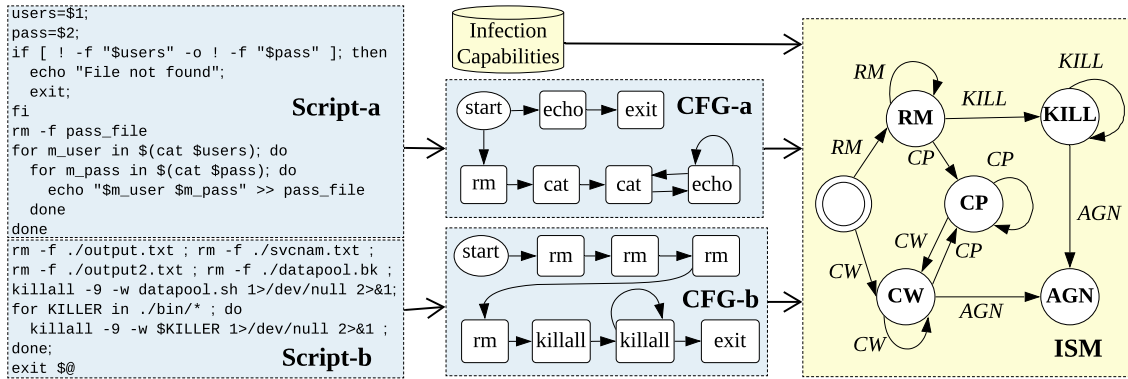 users=$1;
pass=$2;
if [ ! -f "$users" -o ! -f "$pass" ]; then
echo "File not found";
exit;
fi
rm -f pass_file
for m_user in $(cat $users); do
for m_pass in $(cat $pass); do
echo "$m_user $m_pass" >> pass_file
done
done
Script-a
rm -f ./output.txt ; rm -f ./svcnam.txt ;
rm -f ./output2.txt ; rm -f ./datapool.bk ;
killall -9 -w datapool.sh 1>/dev/null 2>&1;
for KILLER in ./bin/* ; do
killall -9 -w $KILLER 1>/dev/null 2>&1 ;
done;
exit $@
Script-b
Infection
Capabilities
start
echo
exit
CFG-a
rm
cat
cat
echo
start
rm
rm
rm
CFG-b
rm
killall
killall
exit
RM
KILL
KILL
RM
KILL
RM
CP
CP
CP
AGN
CW
CP
CW
CW
AGN
AGN
CW
ISM